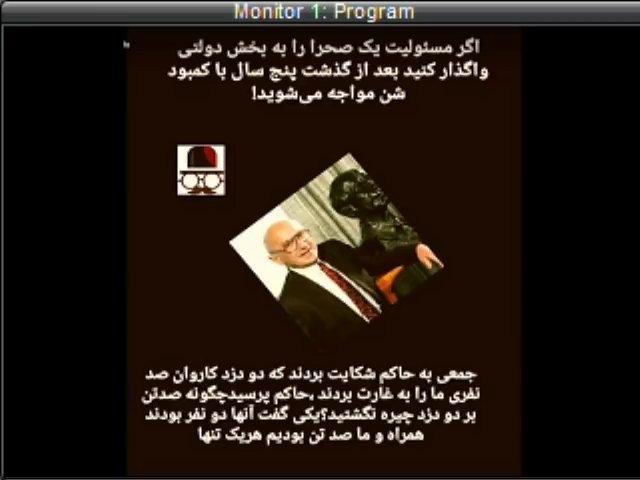 Monitor 1: Program
اگر مسئولیت یک صحرا را به بخش دولتی
واگذار کنید بعد از گذشت پنج سال با کمبود
شن مواجه می‌شوید!
جمعی به حاکم شکایت بردند که دو دزد کاروان صد
نفری ما را به غارت بردند ،حاکم پرسیدچگونه صدتن
بر دو دزد چیره نگشتید؟یکی گفت آنها دو نفر بودند
همراه و ما صد تن بودیم هریک تنها